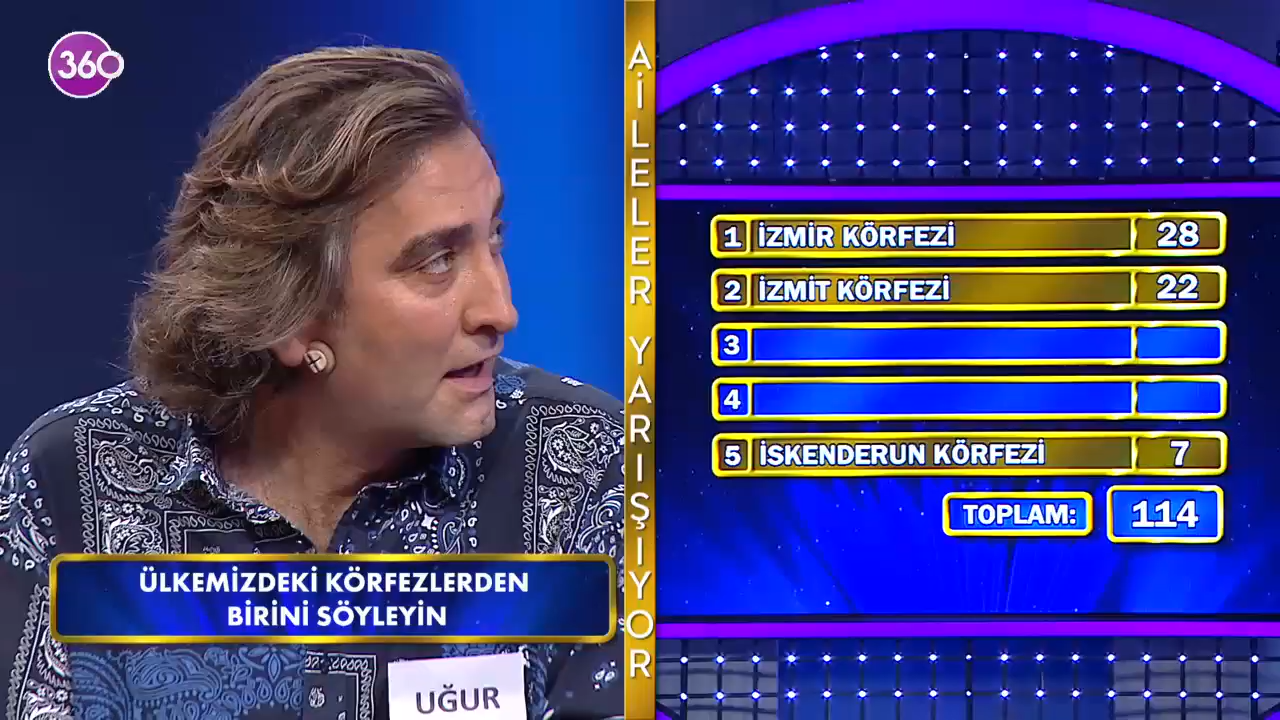 360
AİLELER YARIŞIYOR
1 İZMİR KÖRFEZİ 28
2 İZMİT KÖRFEZİ 22
3
4
5 İSKENDERUN KÖRFEZİ 7
TOPLAM: 114
ÜLKEMİZDEKİ KÖRFEZLERDEN
BİRİNİ SÖYLEYİN
UĞUR